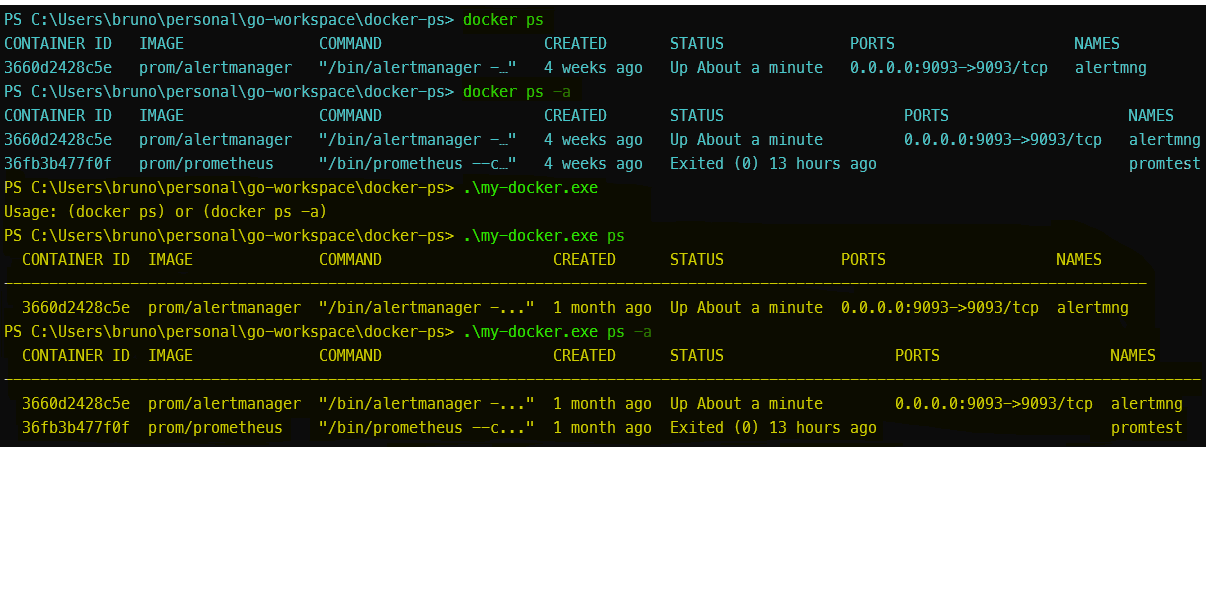 PS C:\Users\bruno\personal\go-workspace\docker-ps> docker ps
CONTAINER ID   IMAGE               COMMAND                  CREATED       STATUS              PORTS                    NAMES
3660d2428c5e   prom/alertmanager   "/bin/alertmanager -…"   4 weeks ago   Up About a minute   0.0.0.0:9093->9093/tcp   alertmng
PS C:\Users\bruno\personal\go-workspace\docker-ps> docker ps -a
CONTAINER ID   IMAGE               COMMAND                  CREATED       STATUS                    PORTS                    NAMES
3660d2428c5e   prom/alertmanager   "/bin/alertmanager -…"   4 weeks ago   Up About a minute         0.0.0.0:9093->9093/tcp   alertmng
36fb3b477f0f   prom/prometheus     "/bin/prometheus --c…"   4 weeks ago   Exited (0) 13 hours ago                            promtest
PS C:\Users\bruno\personal\go-workspace\docker-ps> .\my-docker.exe
Usage: (docker ps) or (docker ps -a)
PS C:\Users\bruno\personal\go-workspace\docker-ps> .\my-docker.exe ps
  CONTAINER ID  IMAGE              COMMAND                   CREATED      STATUS             PORTS                   NAMES
  3660d2428c5e  prom/alertmanager  "/bin/alertmanager -..."  1 month ago  Up About a minute  0.0.0.0:9093->9093/tcp  alertmng
PS C:\Users\bruno\personal\go-workspace\docker-ps> .\my-docker.exe ps -a
  CONTAINER ID  IMAGE              COMMAND                   CREATED      STATUS                   PORTS                   NAMES
  3660d2428c5e  prom/alertmanager  "/bin/alertmanager -..."  1 month ago  Up About a minute        0.0.0.0:9093->9093/tcp  alertmng
  36fb3b477f0f  prom/prometheus    "/bin/prometheus --c..."  1 month ago  Exited (0) 13 hours ago                          promtest